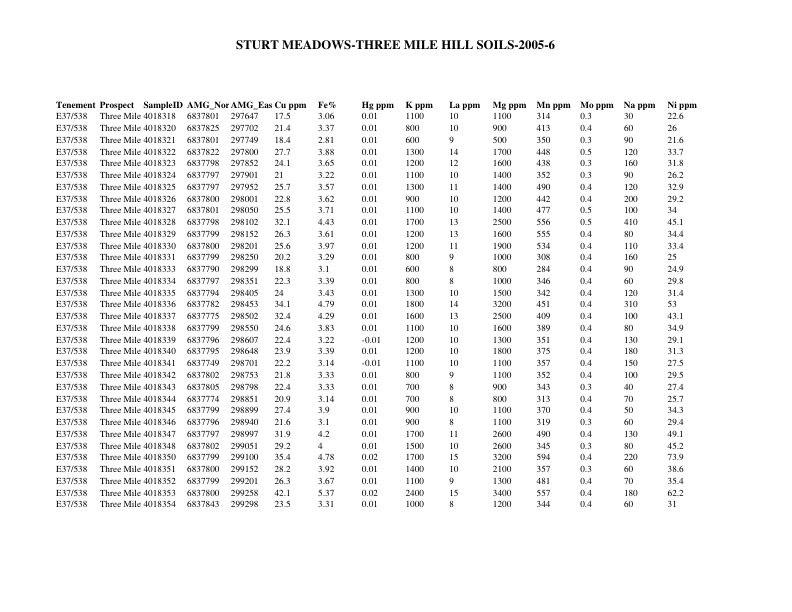 STURT MEADOWS-THREE MILE HILL SOILS-2005-6
Tenement Prospect SampleID AMG_Nor AMG_Eas Cu ppm Fe% Hg ppm K ppm La ppm Mg ppm Mn ppm Mo ppm Na ppm Ni ppm
E37/538 Three Mile 4018318 6837801 297647 17.5 3.06 0.01 1100 10 1100 314 0.3 30 22.6
E37/538 Three Mile 4018320 6837825 297702 21.4 3.37 0.01 800 10 900 413 0.4 60 26
E37/538 Three Mile 4018321 6837801 297749 18.4 2.81 0.01 600 9 500 350 0.3 90 21.6
E37/538 Three Mile 4018322 6837822 297800 27.7 3.88 0.01 1300 14 1700 448 0.5 120 33.7
E37/538 Three Mile 4018323 6837798 297852 24.1 3.65 0.01 1200 12 1600 438 0.3 160 31.8
E37/538 Three Mile 4018324 6837797 297901 21 3.22 0.01 1100 10 1400 352 0.3 90 26.2
E37/538 Three Mile 4018325 6837797 297952 25.7 3.57 0.01 1300 11 1400 490 0.4 120 32.9
E37/538 Three Mile 4018326 6837800 298001 22.8 3.62 0.01 900 10 1200 442 0.4 200 29.2
E37/538 Three Mile 4018327 6837801 298050 25.5 3.71 0.01 1100 10 1400 477 0.5 100 34
E37/538 Three Mile 4018328 6837798 298102 32.1 4.43 0.01 1700 13 2500 556 0.5 410 45.1
E37/538 Three Mile 4018329 6837799 298152 26.3 3.61 0.01 1200 13 1600 555 0.4 80 34.4
E37/538 Three Mile 4018330 6837800 298201 25.6 3.97 0.01 1200 11 1900 534 0.4 110 33.4
E37/538 Three Mile 4018331 6837799 298250 20.2 3.29 0.01 800 9 1000 308 0.4 160 25
E37/538 Three Mile 4018333 6837790 298299 18.8 3.1 0.01 600 8 800 284 0.4 90 24.9
E37/538 Three Mile 4018334 6837797 298351 22.3 3.39 0.01 800 8 1000 346 0.4 60 29.8
E37/538 Three Mile 4018335 6837794 298405 24 3.43 0.01 1300 10 1500 342 0.4 120 31.4
E37/538 Three Mile 4018336 6837782 298453 34.1 4.79 0.01 1800 14 3200 451 0.4 310 53
E37/538 Three Mile 4018337 6837775 298502 32.4 4.29 0.01 1600 13 2500 409 0.4 100 43.1
E37/538 Three Mile 4018338 6837799 298550 24.6 3.83 0.01 1100 10 1600 389 0.4 80 34.9
E37/538 Three Mile 4018339 6837796 298607 22.4 3.22 -0.01 1200 10 1300 351 0.4 130 29.1
E37/538 Three Mile 4018340 6837795 298648 23.9 3.39 0.01 1200 10 1800 375 0.4 180 31.3
E37/538 Three Mile 4018341 6837749 298701 22.2 3.14 -0.01 1100 10 1100 357 0.4 150 27.5
E37/538 Three Mile 4018342 6837802 298753 21.8 3.33 0.01 800 9 1100 352 0.4 100 29.5
E37/538 Three Mile 4018343 6837805 298798 22.4 3.33 0.01 700 8 900 343 0.3 40 27.4
E37/538 Three Mile 4018344 6837774 298851 20.9 3.14 0.01 700 8 800 313 0.4 70 25.7
E37/538 Three Mile 4018345 6837799 298899 27.4 3.9 0.01 900 10 1100 370 0.4 50 34.3
E37/538 Three Mile 4018346 6837796 298940 21.6 3.1 0.01 900 8 1100 319 0.3 60 29.4
E37/538 Three Mile 4018347 6837797 298997 31.9 4.2 0.01 1700 11 2600 490 0.4 130 49.1
E37/538 Three Mile 4018348 6837802 299051 29.2 4 0.01 1500 10 2600 345 0.3 80 45.2
E37/538 Three Mile 4018350 6837799 299100 35.4 4.78 0.02 1700 15 3200 594 0.4 220 73.9
E37/538 Three Mile 4018351 6837800 299152 28.2 3.92 0.01 1400 10 2100 357 0.3 60 38.6
E37/538 Three Mile 4018352 6837799 299201 26.3 3.67 0.01 1100 9 1300 481 0.4 70 35.4
E37/538 Three Mile 4018353 6837800 299258 42.1 5.37 0.02 2400 15 3400 557 0.4 180 62.2
E37/538 Three Mile 4018354 6837843 299298 23.5 3.31 0.01 1000 8 1200 344 0.4 60 31